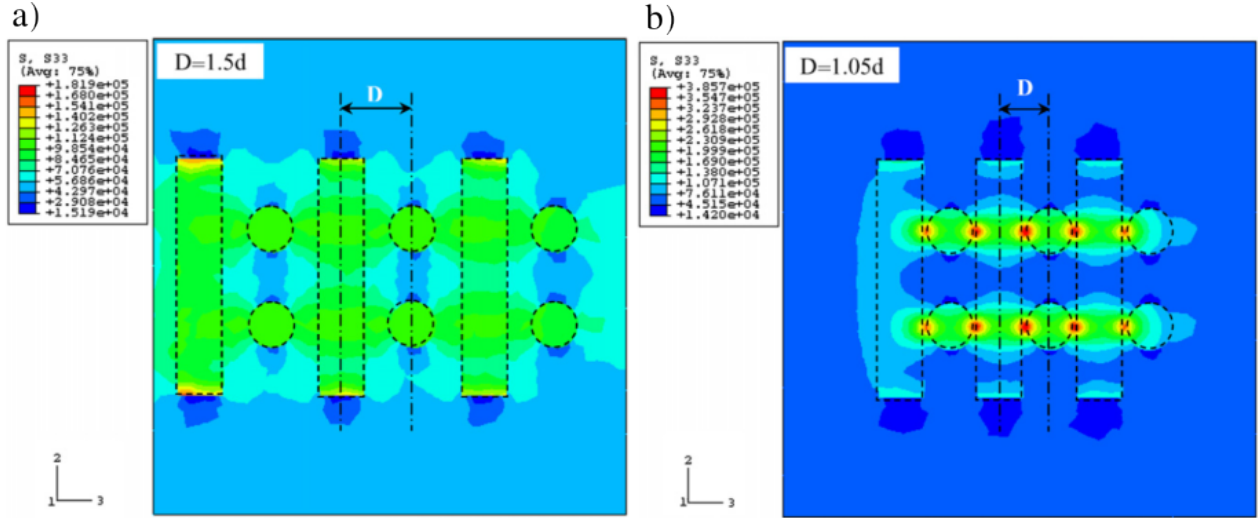 a)
S, S33
(Avg: 75%)
+1.819e+05
+1.680e+05
+1.541e+05
+1.402e+05
+1.263e+05
+1.124e+05
+9.854e+04
+8.465e+04
+7.076e+04
+5.686e+04
+4.297e+04
+2.908e+04
+1.519e+04
D=1.5d
D
2
1 3
b)
S, S33
(Avg: 75%)
+3.857e+05
+3.547e+05
+3.237e+05
+2.928e+05
+2.618e+05
+2.309e+05
+1.999e+05
+1.690e+05
+1.380e+05
+1.071e+05
+7.611e+04
+4.515e+04
+1.420e+04
D=1.05d
D
2
1 3